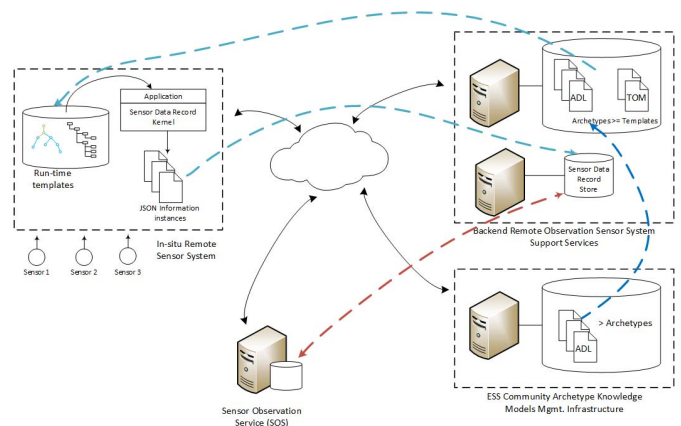 Application
Sensor Data Record
Kernel
Run-time
templates
JSON Information
instances
In-situ Remote
Sensor System
Sensor 1
Sensor 2
Sensor 3
ADL
TOM
Archetypes>= Templates
Sensor Data
Record
Store
Backend Remote Observation Sensor System
Support Services
> Archetypes
ADL
ESS Community Archetype Knowledge
Models Mgmt. Infrastructure
Sensor Observation
Service (SOS)